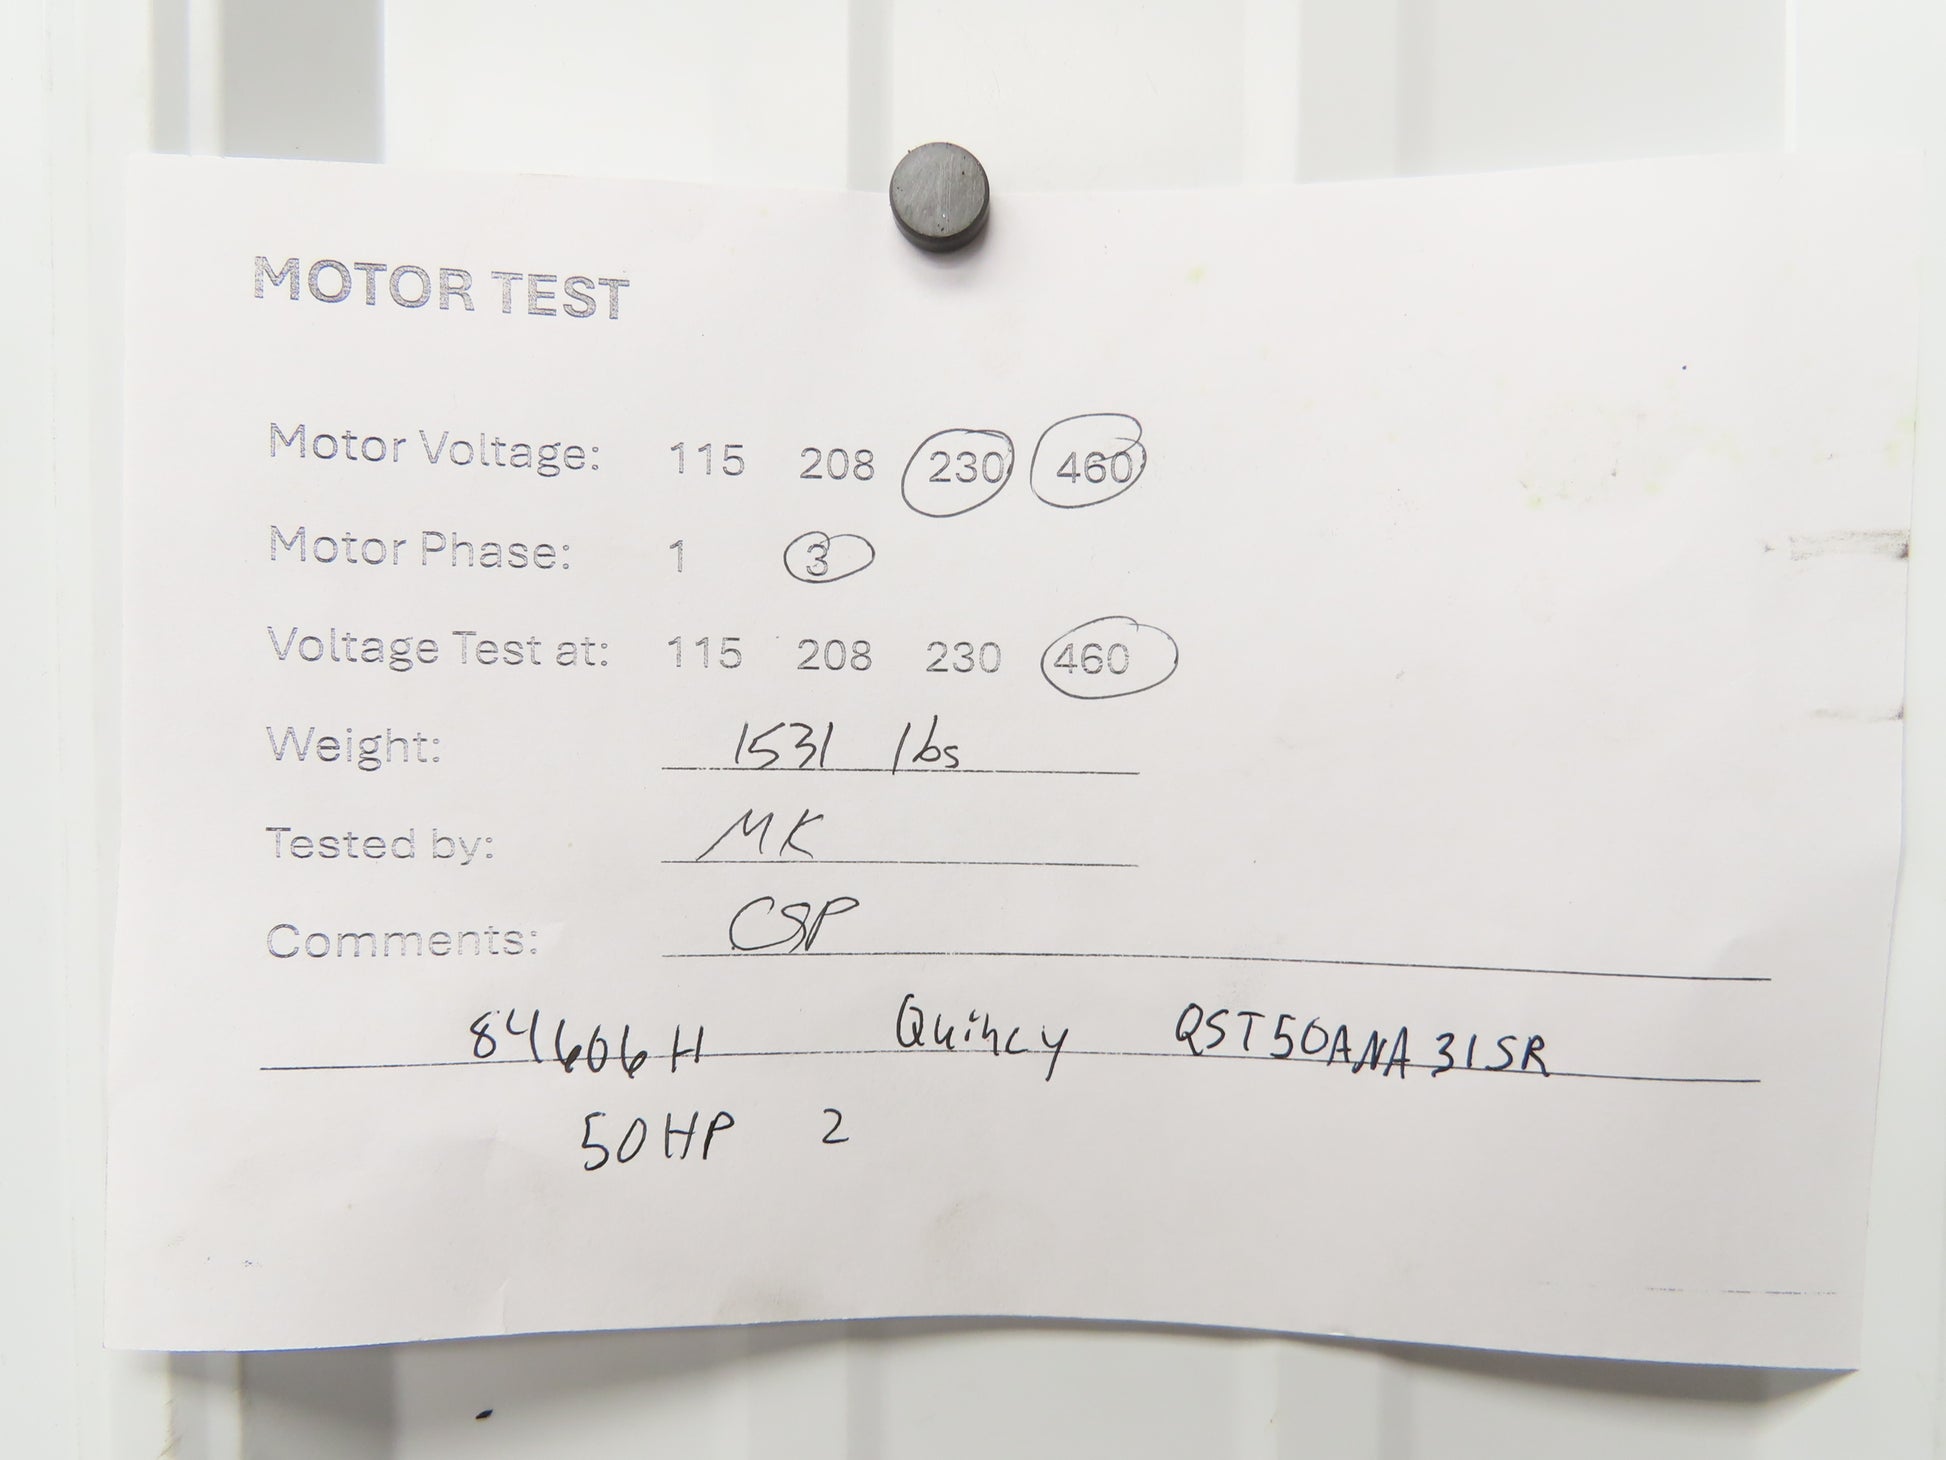 MOTOR TEST
Motor Voltage: 115 208 230 460
Motor Phase: 1 3
Voltage Test at: 115 208 230 460
Weight: 1531 lbs
Tested by: MK
Comments: CSP
84606H Quincy QST50ANA31SR
50HP 2